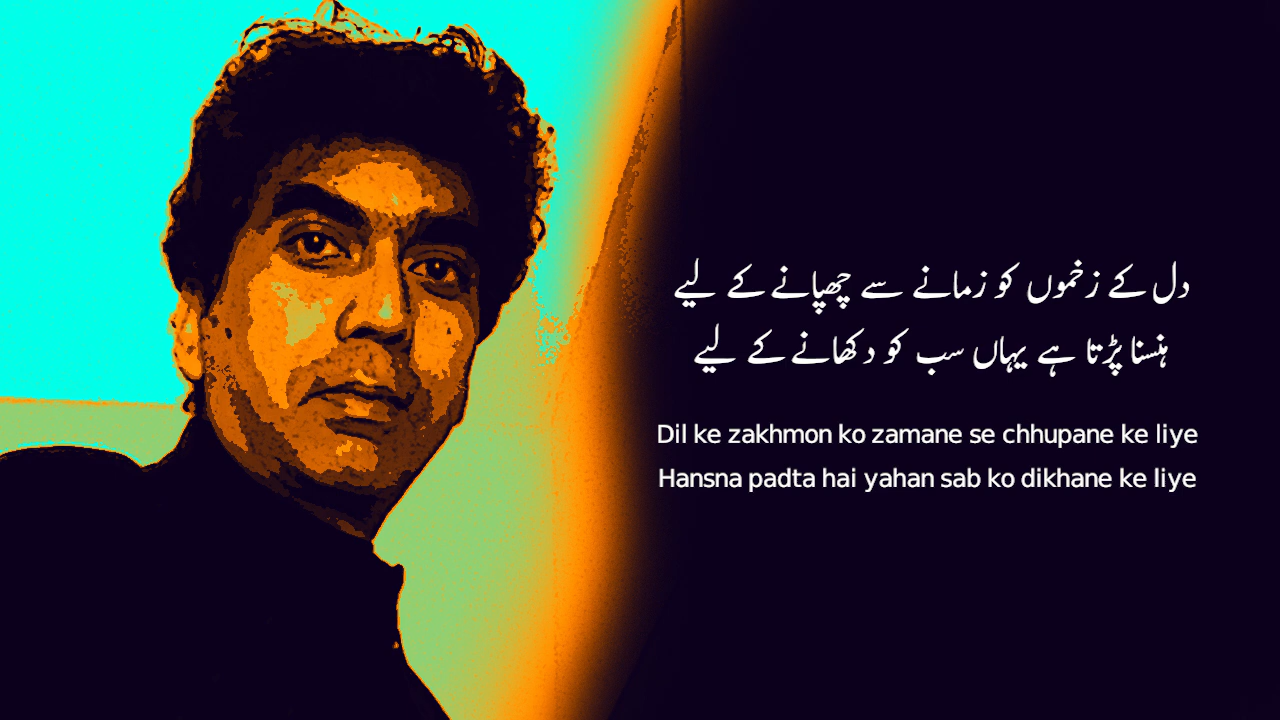 دل کے زخموں کو زمانے سے چھپانے کے لیے
ہنسنا پڑتا ہے یہاں سب کو دکھانے کے لیے
Dil ke zakhmon ko zamane se chhupane ke liye
Hansna padta hai yahan sab ko dikhane ke liye